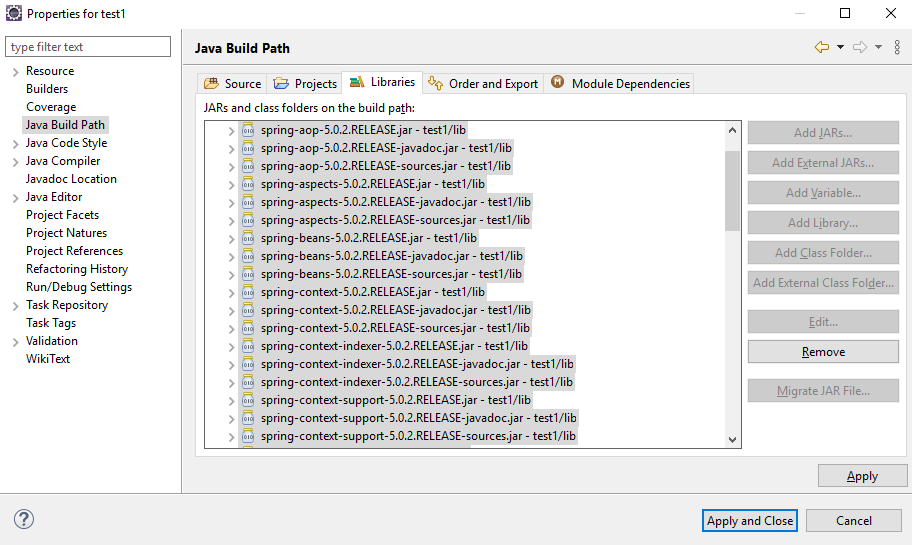 Properties for test1
type filter text
Resource
Builders
Coverage
Java Build Path
Java Code Style
Java Compiler
Javadoc Location
Java Editor
Project Facets
Project Natures
Project References
Refactoring History
Run/Debug Settings
Task Repository
Task Tags
Validation
WikiText
Java Build Path
Source Projects Libraries Order and Export Module Dependencies
JARs and class folders on the build path:
spring-aop-5.0.2.RELEASE.jar - test1/lib
spring-aop-5.0.2.RELEASE-javadoc.jar - test1/lib
spring-aop-5.0.2.RELEASE-sources.jar - test1/lib
spring-aspects-5.0.2.RELEASE.jar - test1/lib
spring-aspects-5.0.2.RELEASE-javadoc.jar - test1/lib
spring-aspects-5.0.2.RELEASE-sources.jar - test1/lib
spring-beans-5.0.2.RELEASE.jar - test1/lib
spring-beans-5.0.2.RELEASE-javadoc.jar - test1/lib
spring-beans-5.0.2.RELEASE-sources.jar - test1/lib
spring-context-5.0.2.RELEASE.jar - test1/lib
spring-context-5.0.2.RELEASE-javadoc.jar - test1/lib
spring-context-5.0.2.RELEASE-sources.jar - test1/lib
spring-context-indexer-5.0.2.RELEASE.jar - test1/lib
spring-context-indexer-5.0.2.RELEASE-javadoc.jar - test1/lib
spring-context-indexer-5.0.2.RELEASE-sources.jar - test1/lib
spring-context-support-5.0.2.RELEASE.jar - test1/lib
spring-context-support-5.0.2.RELEASE-javadoc.jar - test1/lib
spring-context-support-5.0.2.RELEASE-sources.jar - test1/lib
Add JARs...
Add External JARs...
Add Variable...
Add Library...
Add Class Folder...
Add External Class Folder...
Edit...
Remove
Migrate JAR File...
Apply
Apply and Close
Cancel